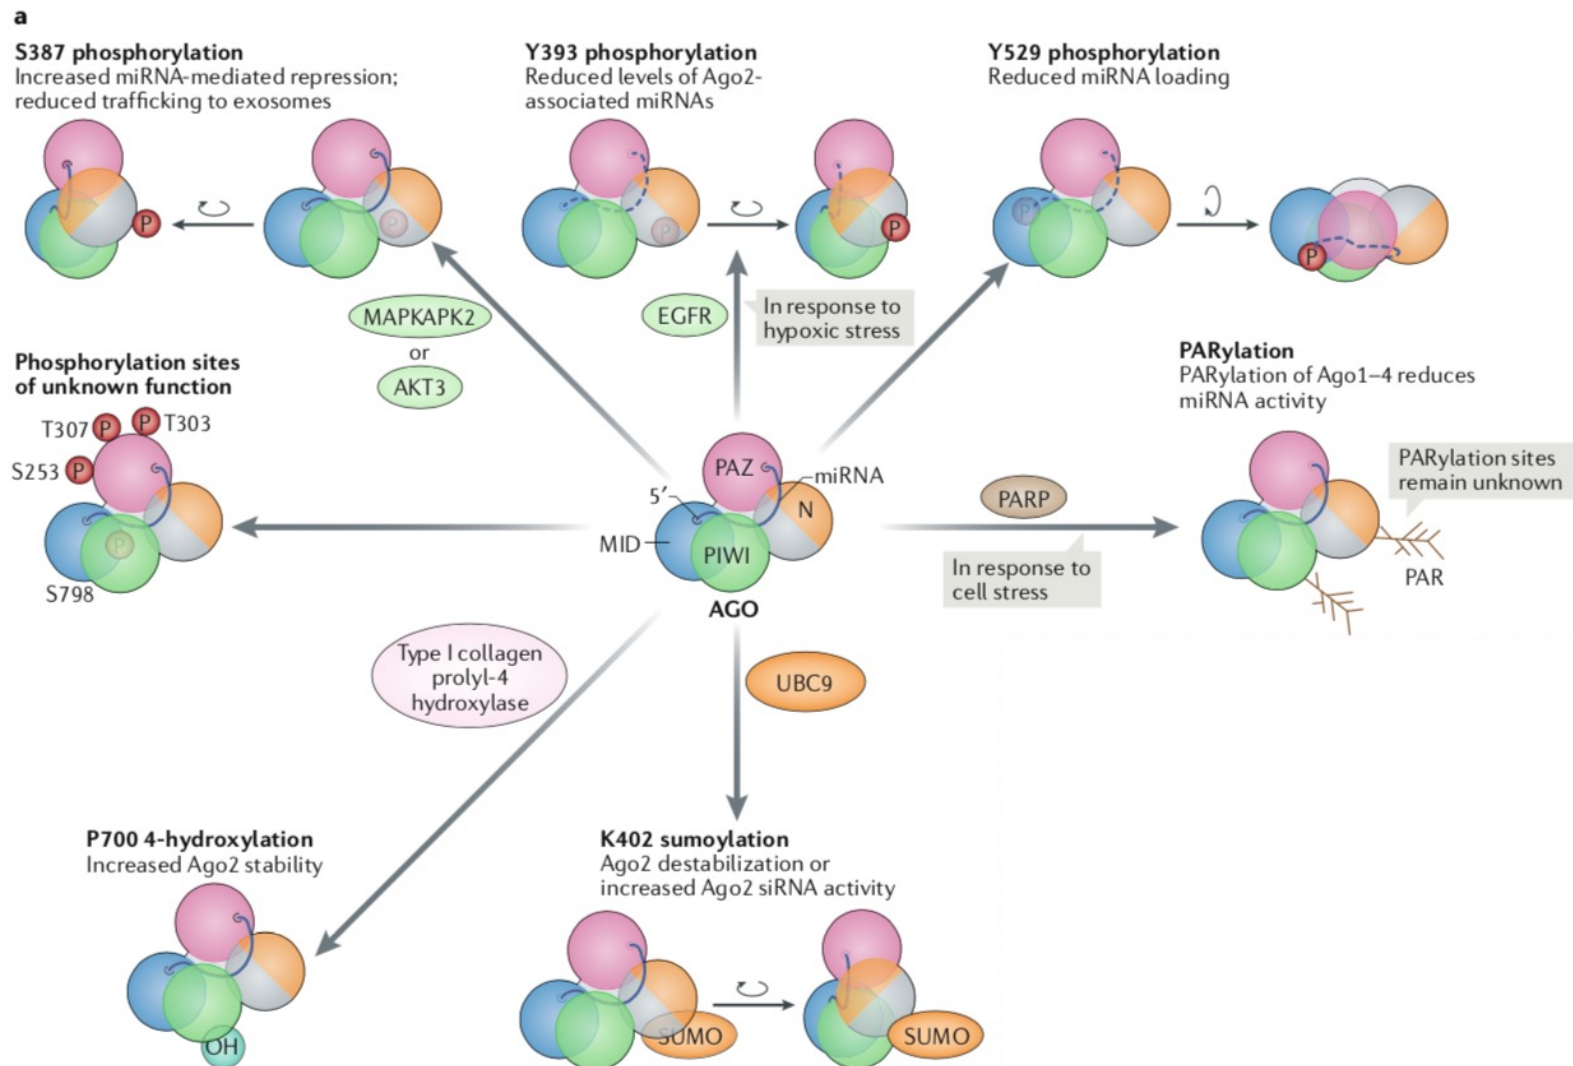 a
S387 phosphorylation
Increased miRNA-mediated repression;
reduced trafficking to exosomes
P
P
Y393 phosphorylation
Reduced levels of Ago2-
associated miRNAs
P
P
Y529 phosphorylation
Reduced miRNA loading
P
P
MAPKAPK2
or
AKT3
EGFR
In response to
hypoxic stress
Phosphorylation sites
of unknown function
T307
P
P
T303
S253
P
P
S798
PARylation
PARylation of Ago1–4 reduces
miRNA activity
PARylation sites
remain unknown
PAR
PARP
In response to
cell stress
PAZ
miRNA
5′
N
MID
PIWI
AGO
Type I collagen
prolyl-4
hydroxylase
UBC9
P700 4-hydroxylation
Increased Ago2 stability
OH
K402 sumoylation
Ago2 destabilization or
increased Ago2 siRNA activity
SUMO
SUMO